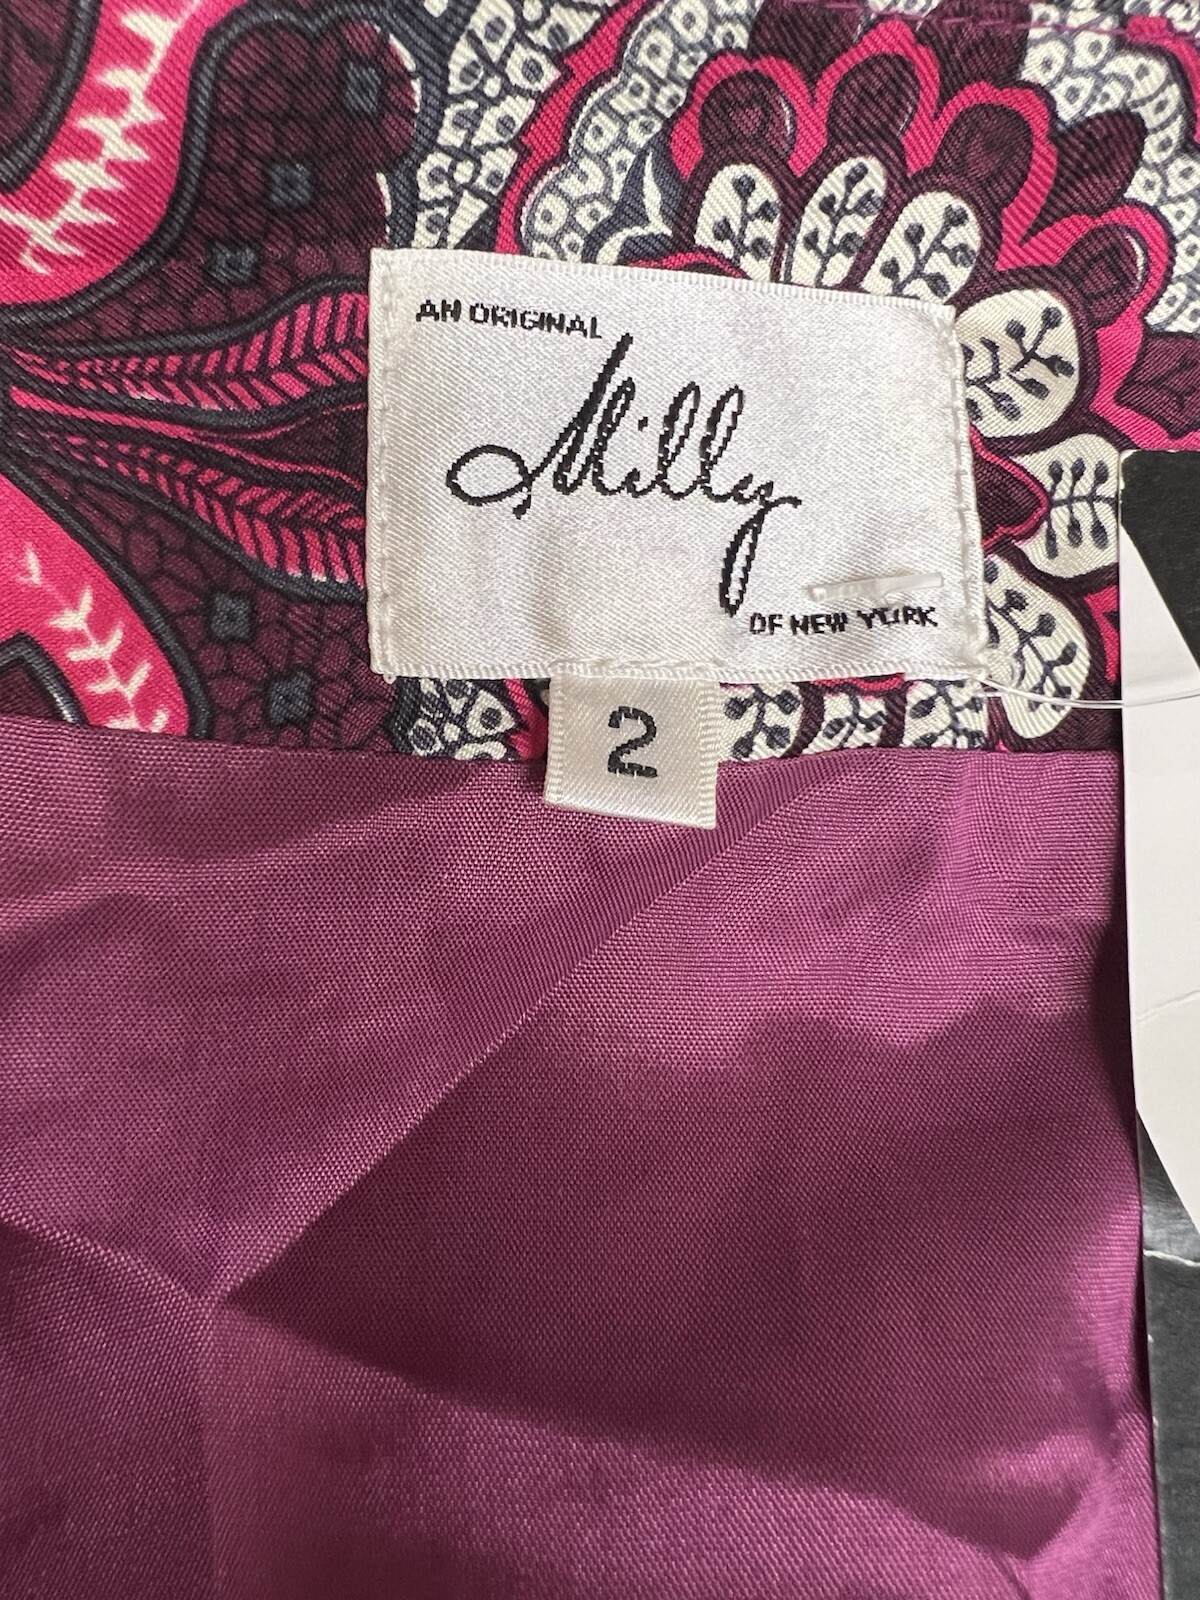 AN ORIGINAL
Milly
OF NEW YORK
2